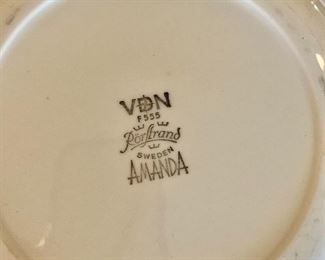 VDN
F555
Rörstrand
SWEDEN
AMANDA